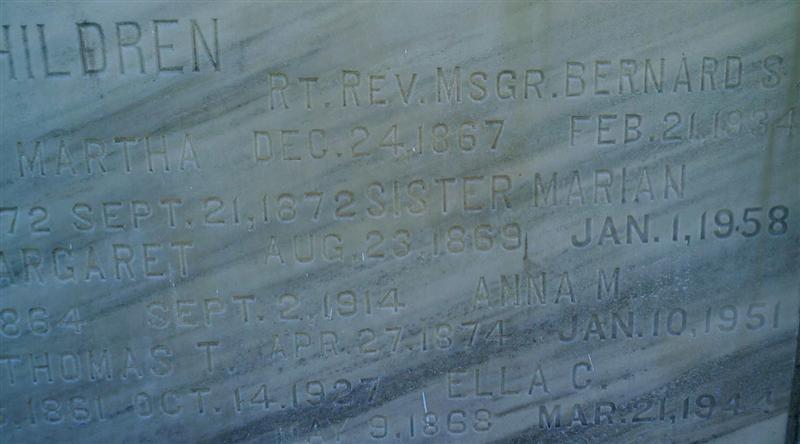 HILDREN
RT. REV. MSGR. BERNARD S.
DEC. 24, 1867 FEB. 21, 1934
MARTHA
72 SEPT. 21, 1872
SISTER MARIAN
AUG. 23, 1869 JAN. 1, 1958
ARGARET
864 SEPT. 2, 1914
ANNA M.
APR. 27, 1874 JAN. 10, 1951
THOMAS T.
1861 OCT. 14, 1927
ELLA C.
MAY 9, 1868 MAR. 21, 1944